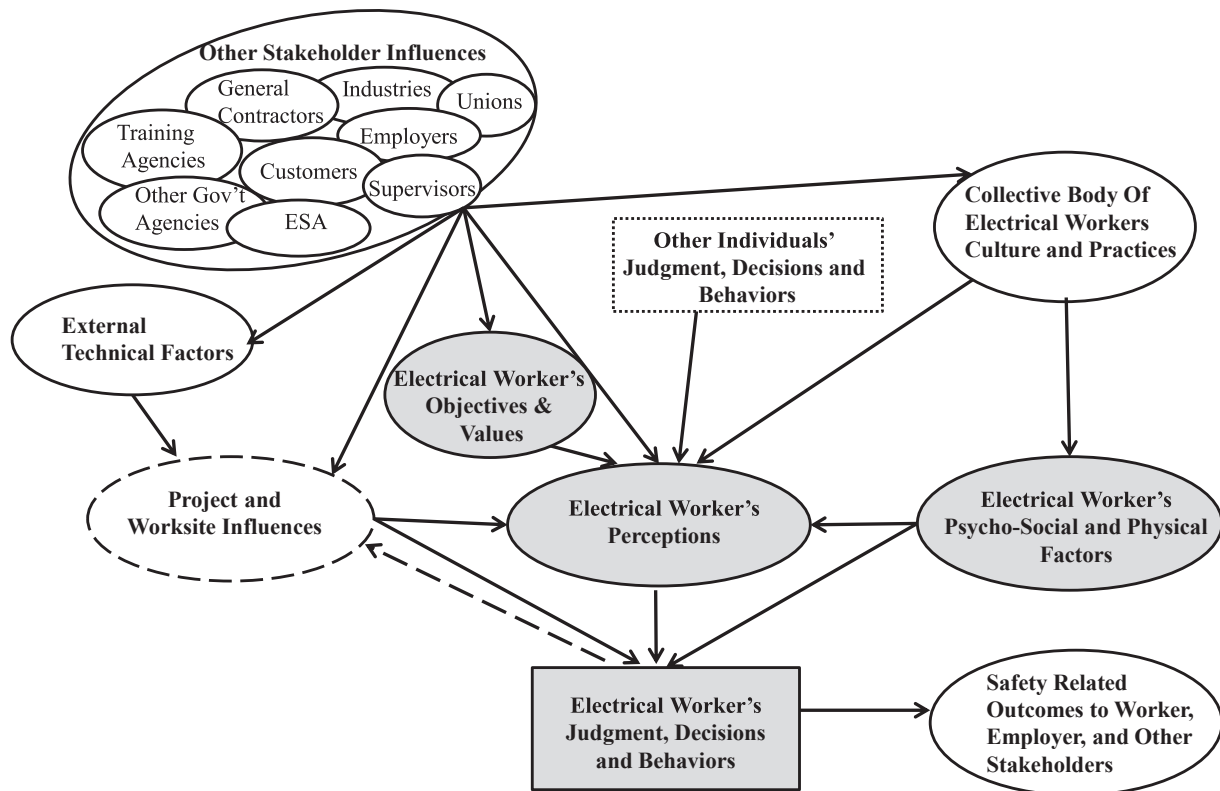 Other Stakeholder Influences
General
Contractors
Industries
Unions
Training
Agencies
Employers
Customers
Supervisors
Other Gov't
Agencies
ESA
Collective Body Of
Electrical Workers
Culture and Practices
Other Individuals'
Judgment, Decisions and
Behaviors
External
Technical Factors
Electrical Worker's
Objectives &
Values
Project and
Worksite Influences
Electrical Worker's
Perceptions
Electrical Worker's
Psycho-Social and Physical
Factors
Electrical Worker's
Judgment, Decisions
and Behaviors
Safety Related
Outcomes to Worker,
Employer, and Other
Stakeholders